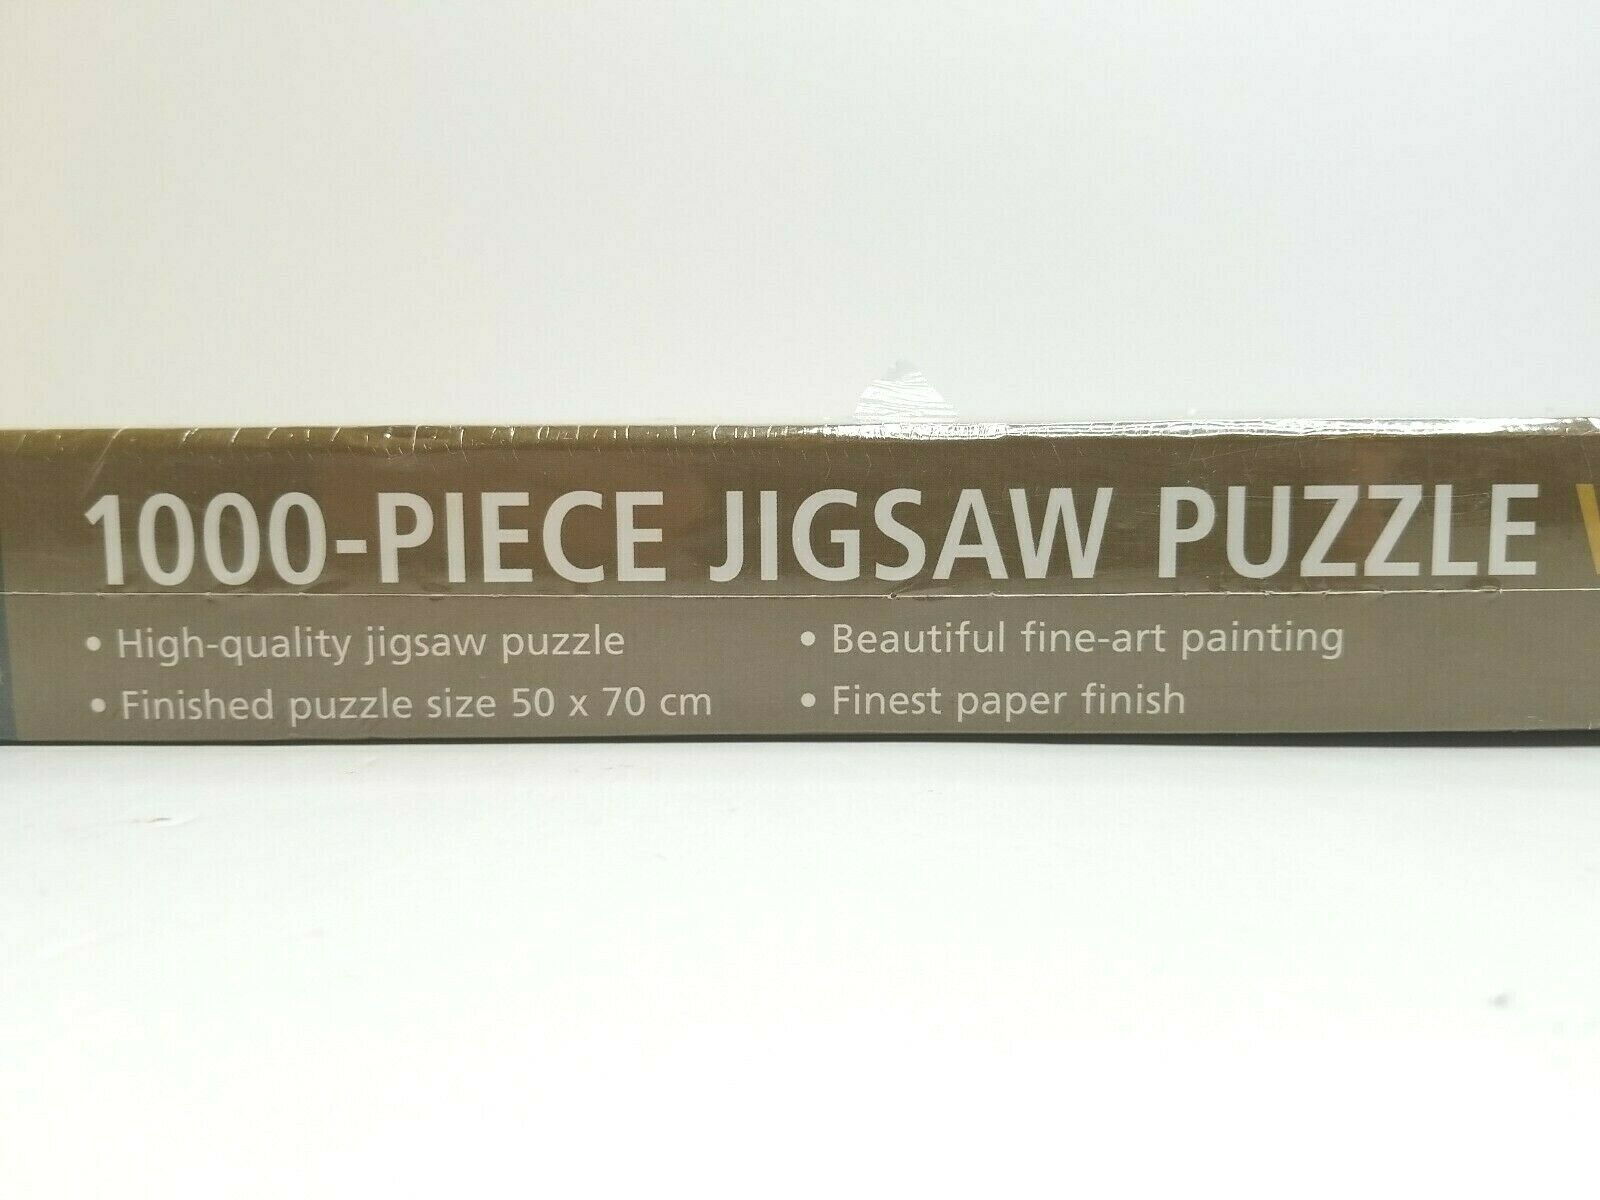 1000-PIECE JIGSAW PUZZLE
• High-quality jigsaw puzzle
• Finished puzzle size 50 x 70 cm
• Beautiful fine-art painting
• Finest paper finish